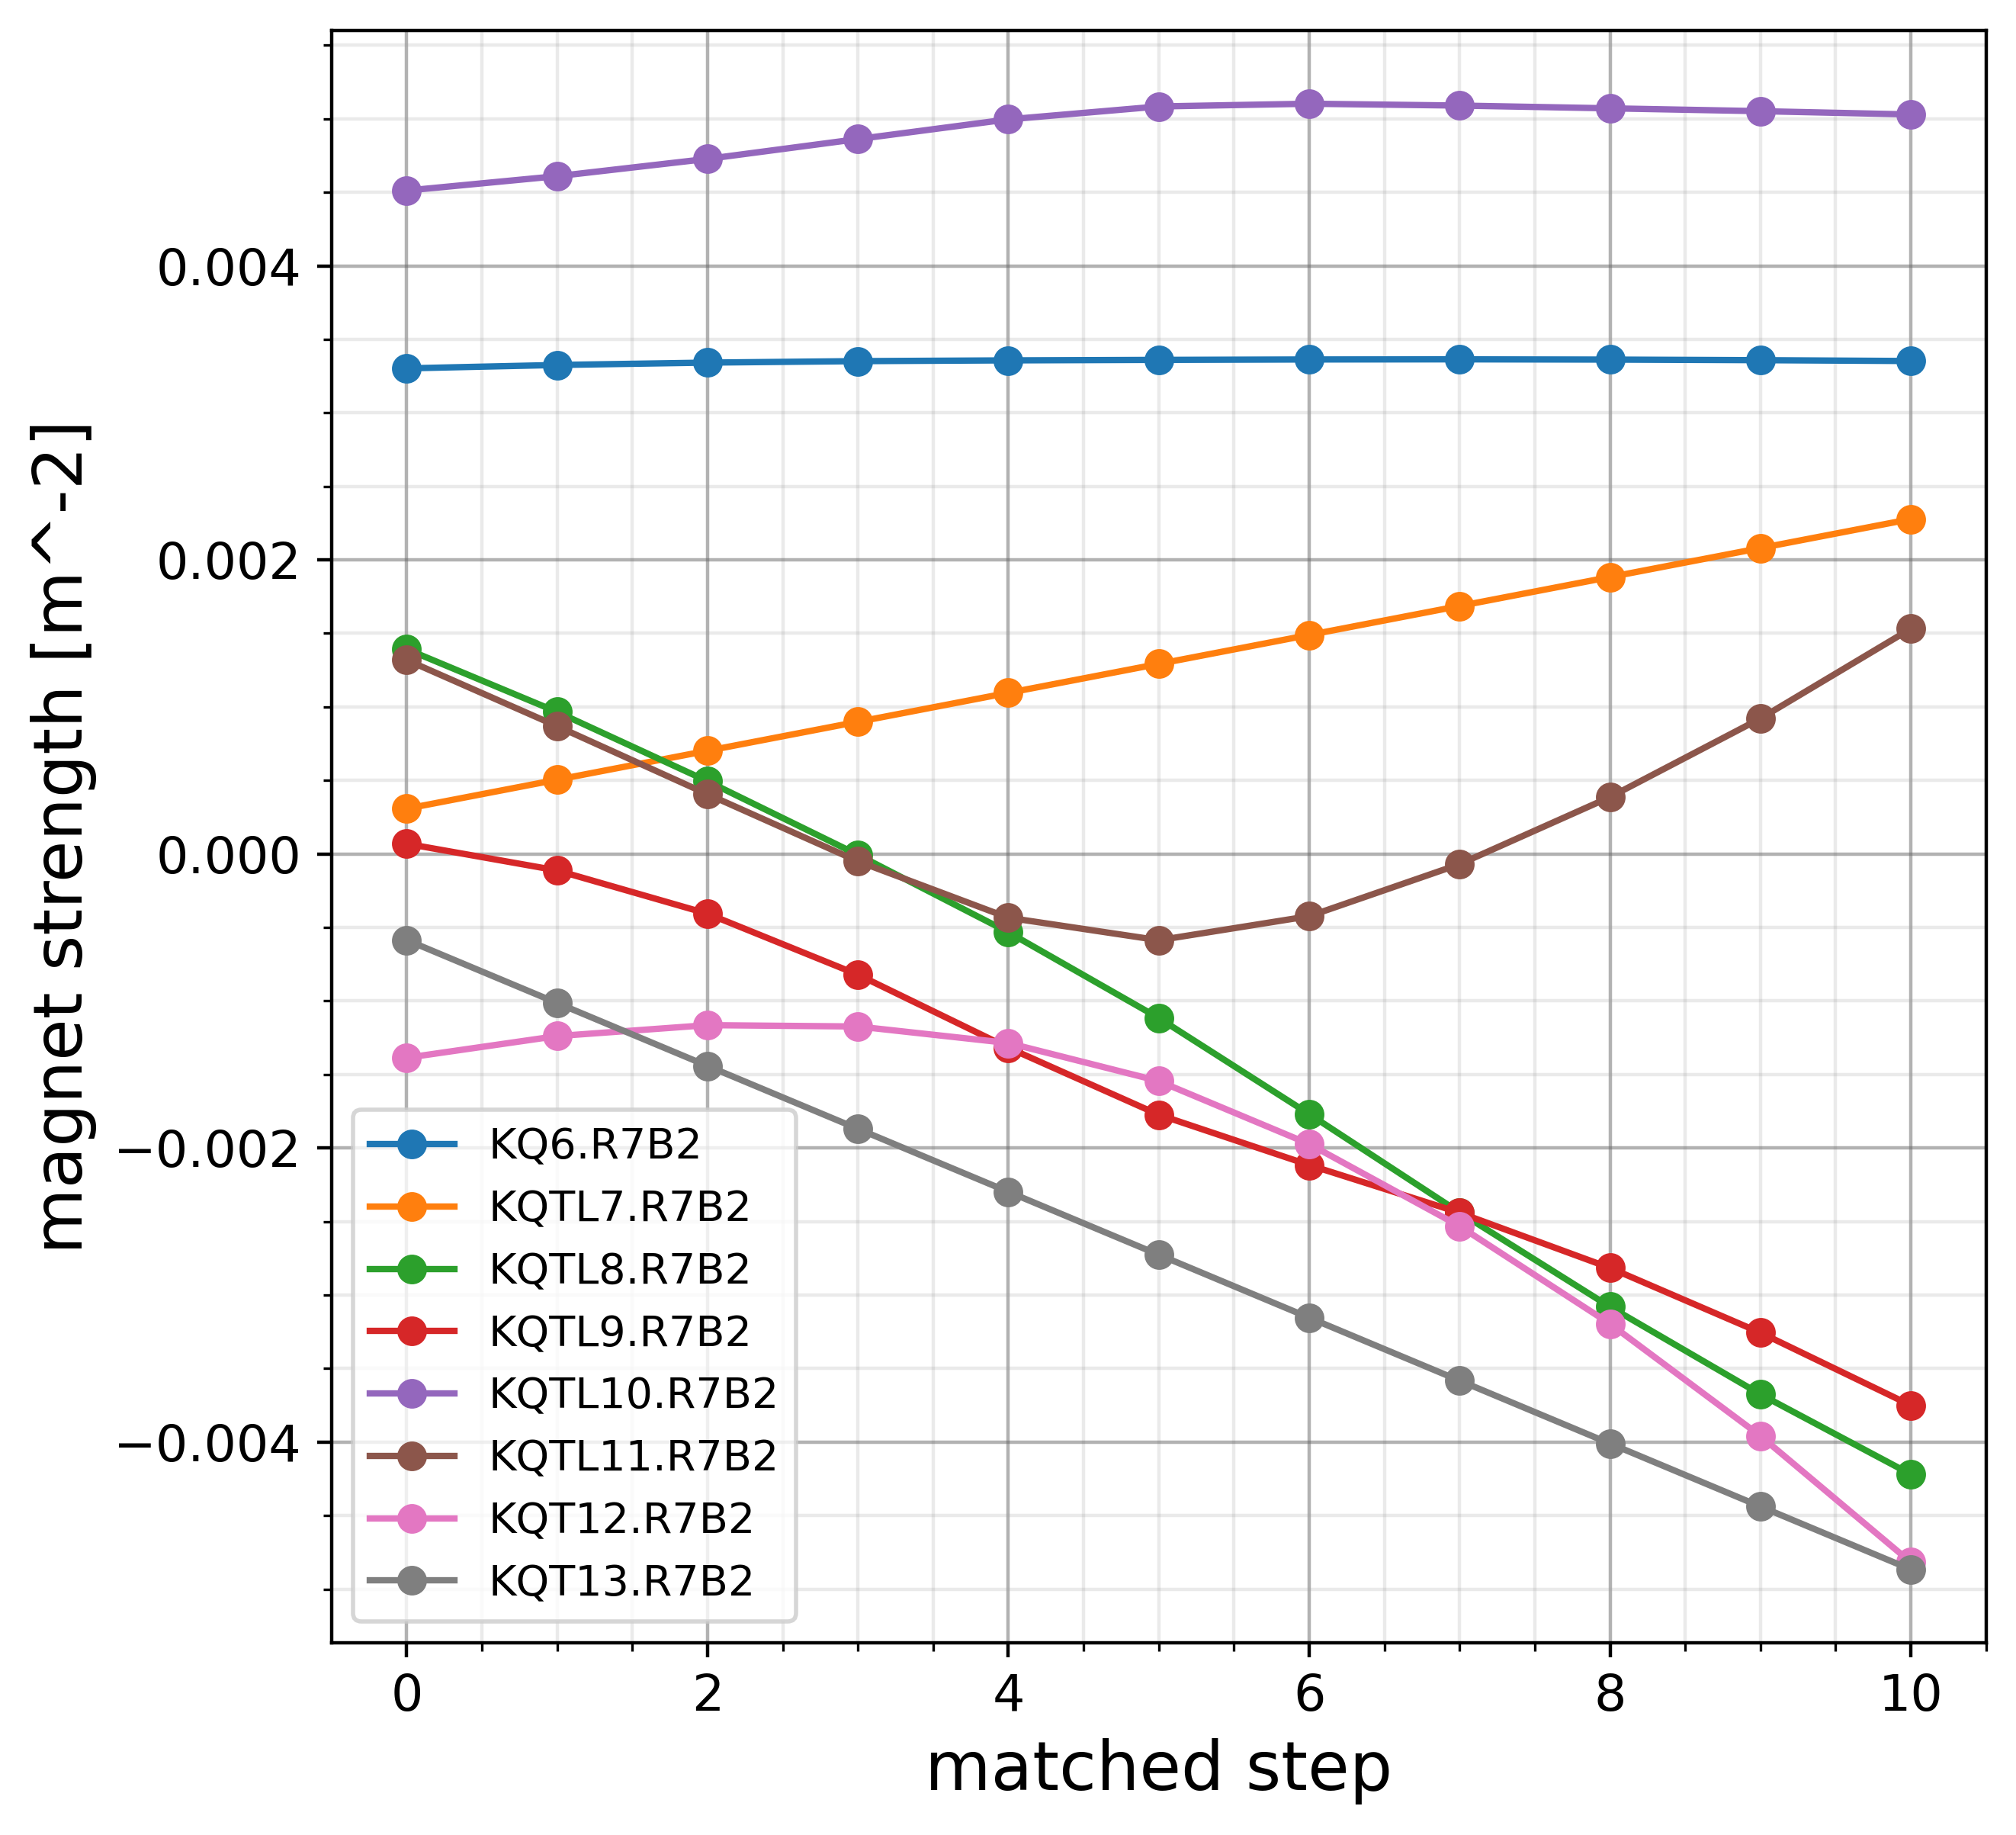 magnet strength [m^-2]
0.004
0.002
0.000
−0.002
−0.004
KQ6.R7B2
KQTL7.R7B2
KQTL8.R7B2
KQTL9.R7B2
KQTL10.R7B2
KQTL11.R7B2
KQT12.R7B2
KQT13.R7B2
0 2 4 6 8 10
matched step